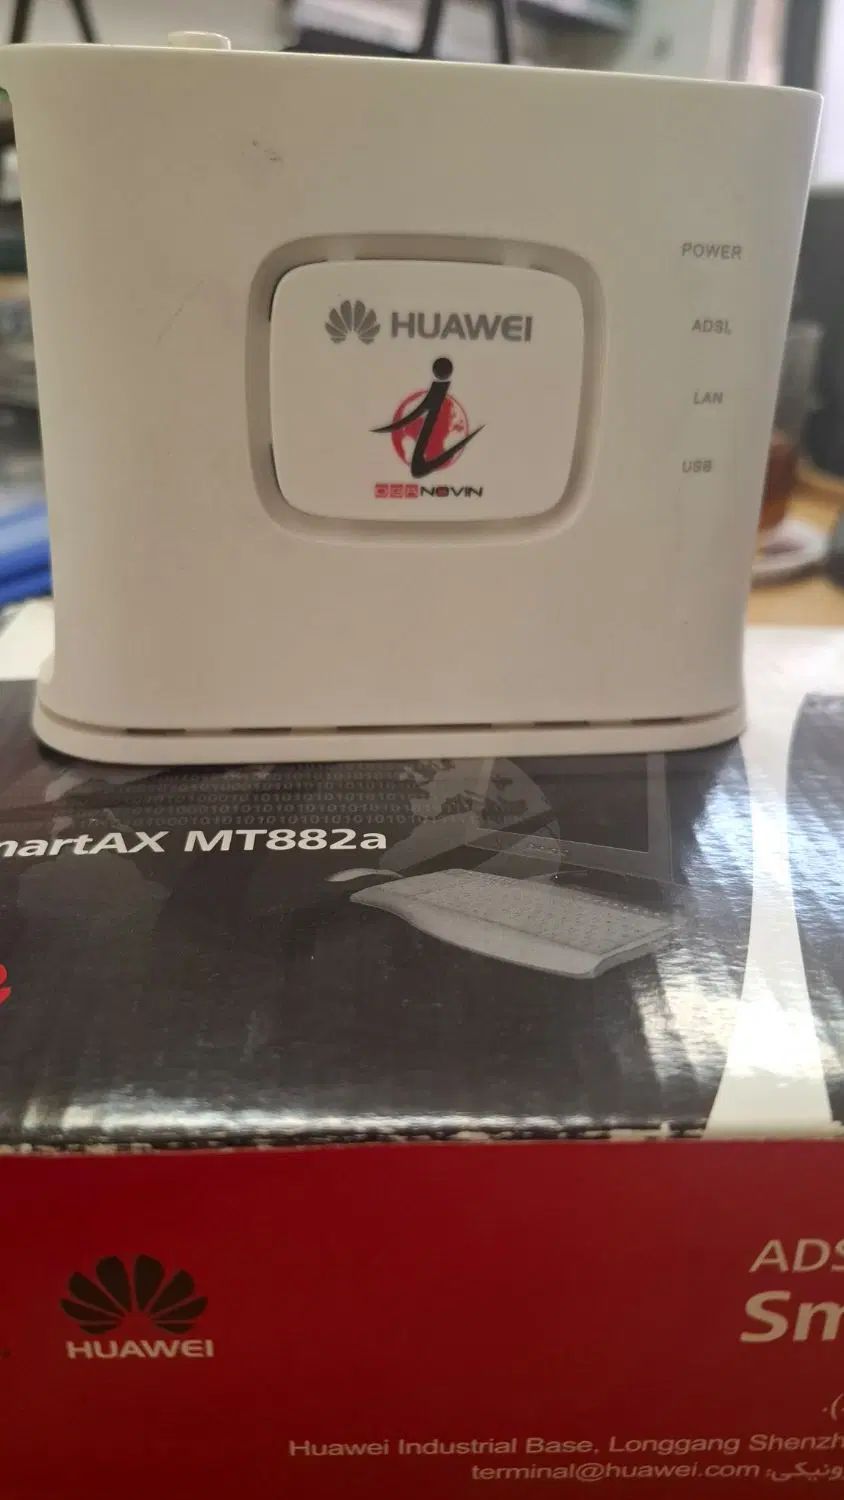 HUAWEI
NOVIN
POWER
ADSL
LAN
USB
martAX MT882a
HUAWEI
ADS
Sm
Huawei Industrial Base, Longgang Shenzh
terminal@huawei.com